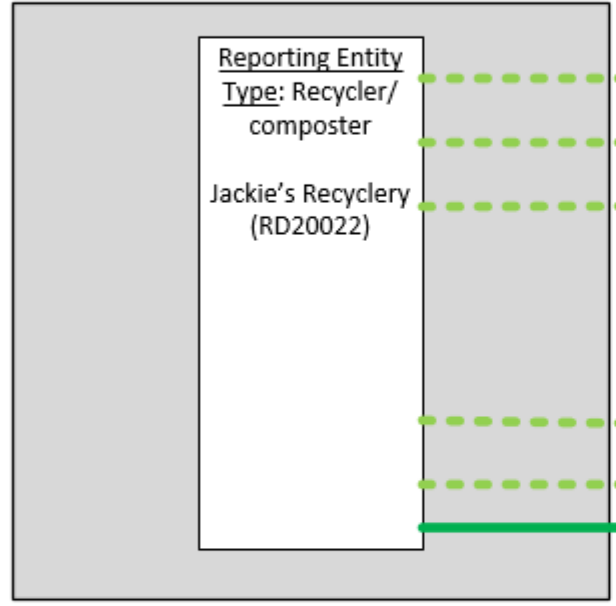 Reporting Entity
Type: Recycler/
composter
Jackie’s Recyclery
(RD20022)